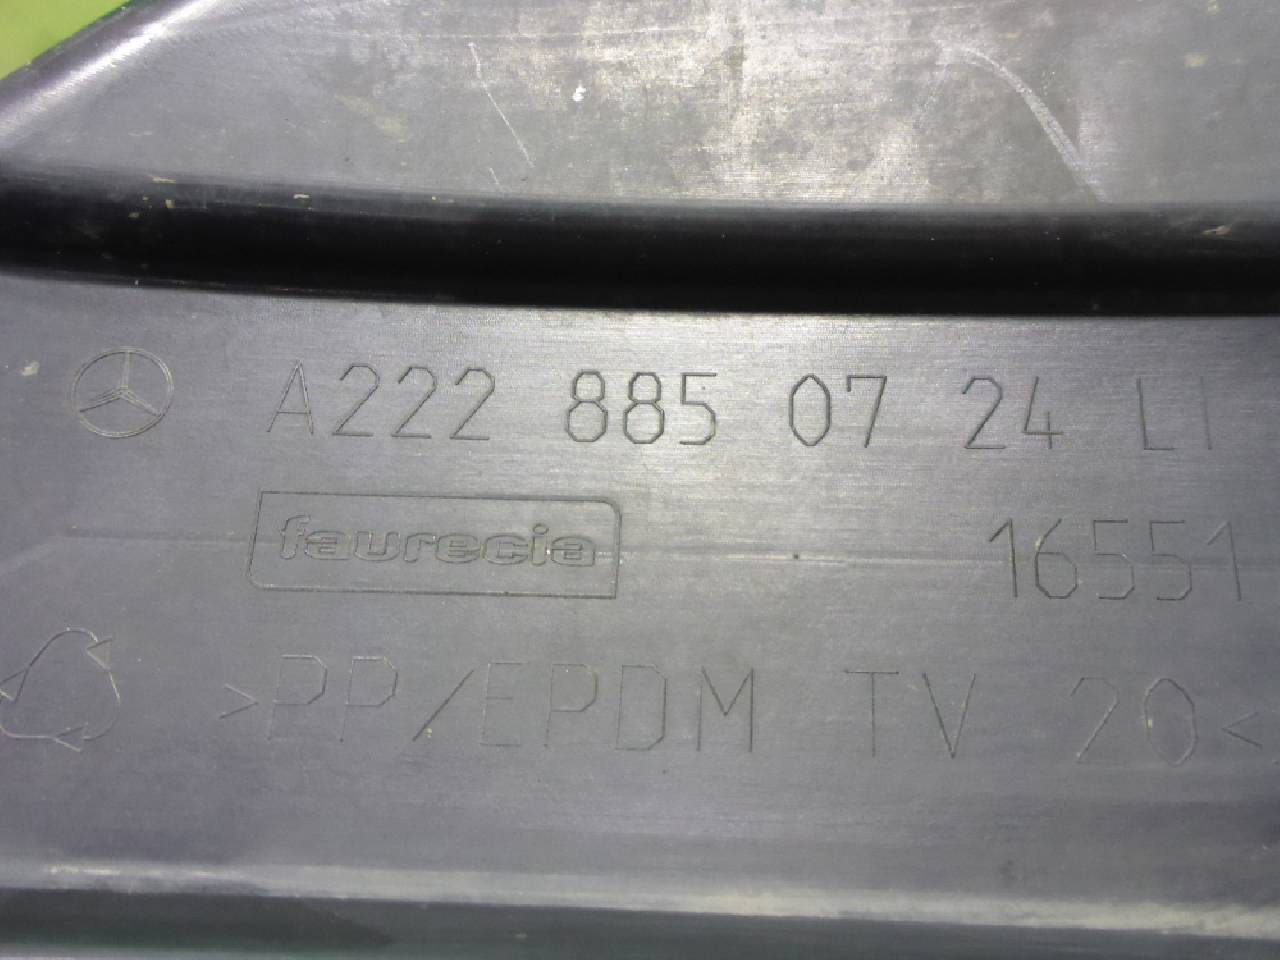 A222 885 07 24 LI
faurecia
16551
>PP/EPDM TV 20<